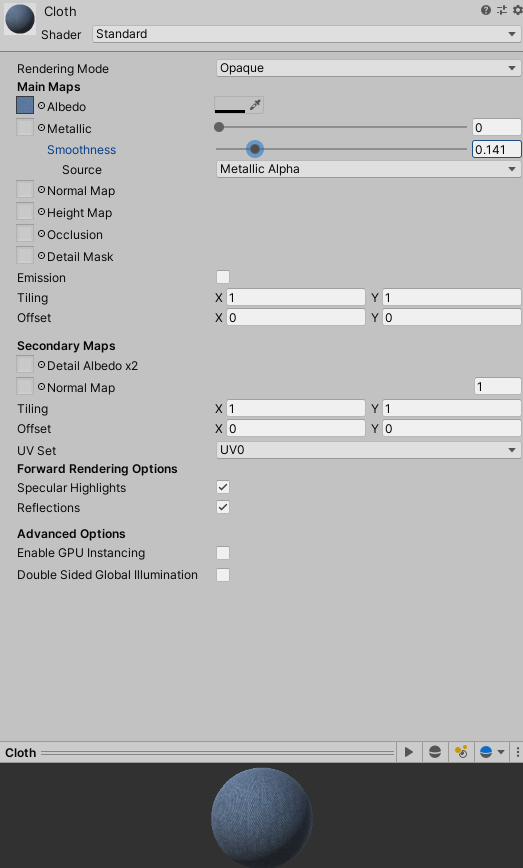 Cloth
Shader Standard
Rendering Mode Opaque
Main Maps
Albedo
Metallic 0
Smoothness 0.141
Source Metallic Alpha
Normal Map
Height Map
Occlusion
Detail Mask
Emission
Tiling X 1 Y 1
Offset X 0 Y 0
Secondary Maps
Detail Albedo x2
Normal Map 1
Tiling X 1 Y 1
Offset X 0 Y 0
UV Set UV0
Forward Rendering Options
Specular Highlights
Reflections
Advanced Options
Enable GPU Instancing
Double Sided Global Illumination
Cloth